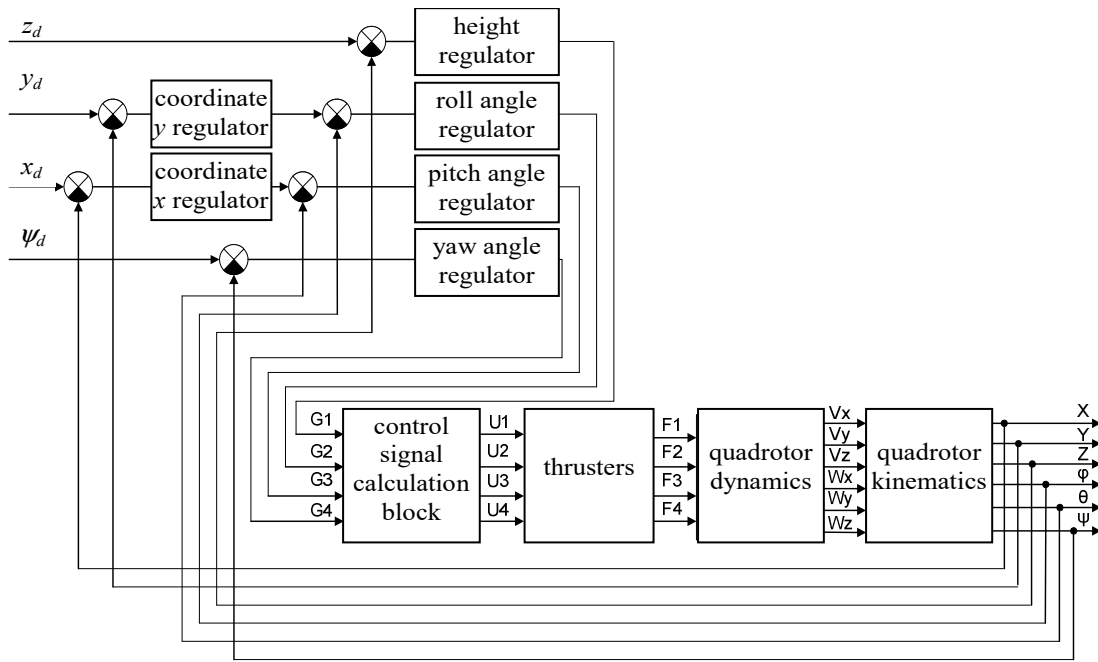 z_d
height
regulator
y_d
coordinate
y regulator
roll angle
regulator
x_d
coordinate
x regulator
pitch angle
regulator
ψ_d
yaw angle
regulator
G1
G2
G3
G4
control
signal
calculation
block
U1
U2
U3
U4
thrusters
F1
F2
F3
F4
quadrotor
dynamics
Vx
Vy
Vz
Wx
Wy
Wz
quadrotor
kinematics
X
Y
Z
φ
θ
ψ